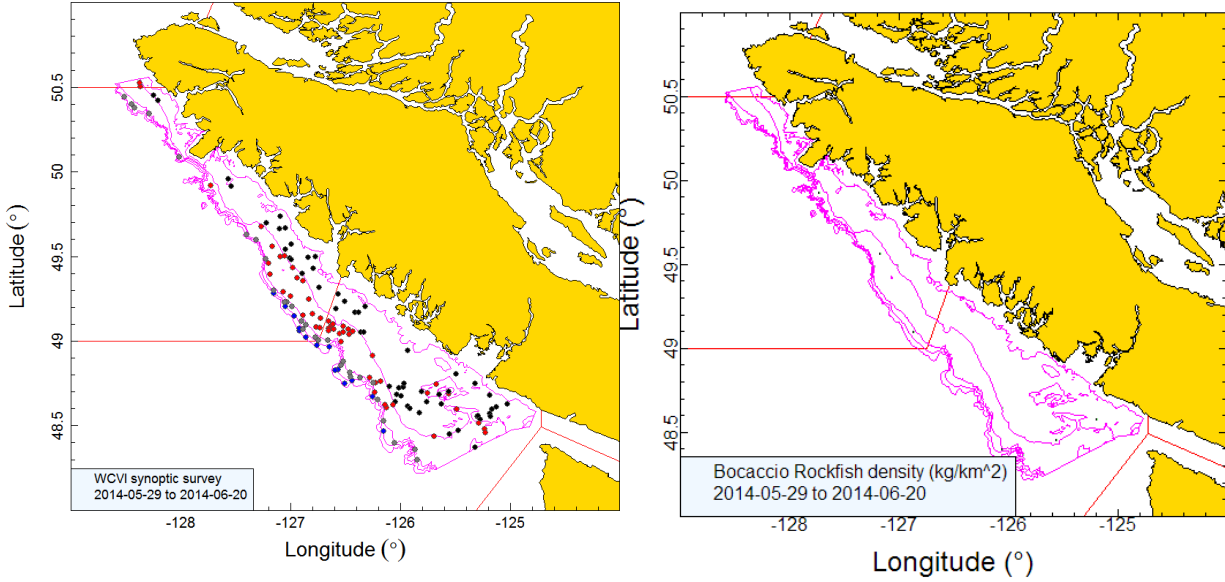 50.5
50
49.5
49
48.5
Latitude (°)
WCVI synoptic survey
2014-05-29 to 2014-06-20
-128
-127
-126
-125
Longitude (°)
50.5
50
49.5
49
48.5
Latitude (°)
Bocaccio Rockfish density (kg/km^2)
2014-05-29 to 2014-06-20
-128
-127
-126
-125
Longitude (°)